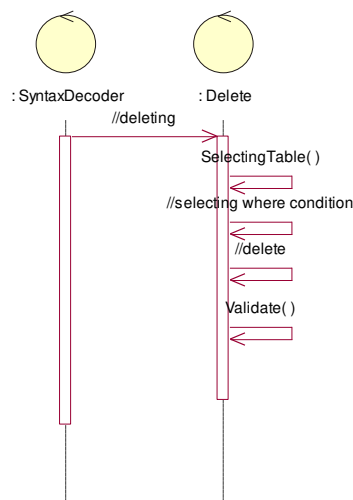 : SyntaxDecoder
: Delete
//deleting
SelectingTable( )
//selecting where condition
//delete
Validate( )